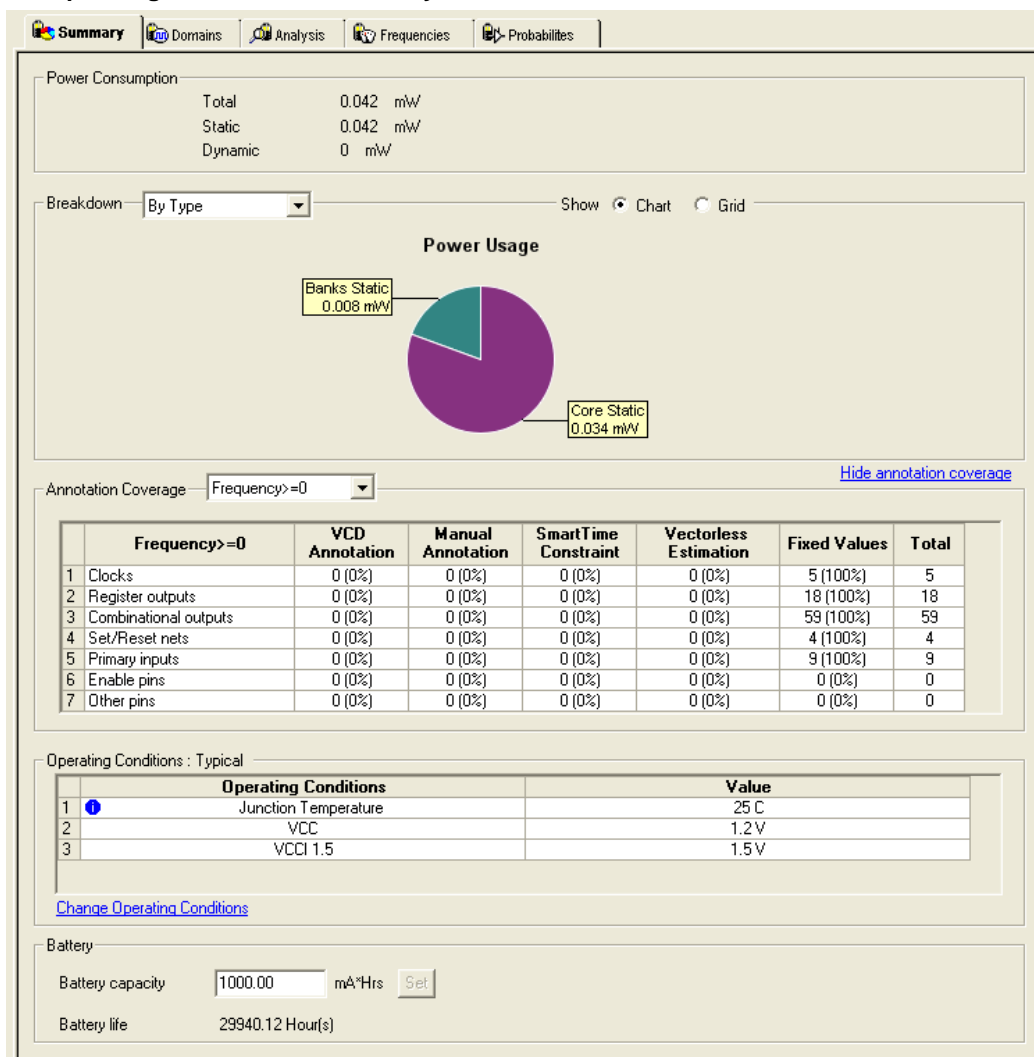 Summary Domains Analysis Frequencies Probabilites
Power Consumption
Total 0.042 mW
Static 0.042 mW
Dynamic 0 mW
Breakdown By Type Show Chart Grid
Power Usage
Banks Static
0.008 mW
Core Static
0.034 mW
Hide annotation coverage
Annotation Coverage Frequency>=0
Frequency>=0 VCD Annotation Manual Annotation SmartTime Constraint Vectorless Estimation Fixed Values Total
1 Clocks 0 (0%) 0 (0%) 0 (0%) 0 (0%) 5 (100%) 5
2 Register outputs 0 (0%) 0 (0%) 0 (0%) 0 (0%) 18 (100%) 18
3 Combinational outputs 0 (0%) 0 (0%) 0 (0%) 0 (0%) 59 (100%) 59
4 Set/Reset nets 0 (0%) 0 (0%) 0 (0%) 0 (0%) 4 (100%) 4
5 Primary inputs 0 (0%) 0 (0%) 0 (0%) 0 (0%) 9 (100%) 9
6 Enable pins 0 (0%) 0 (0%) 0 (0%) 0 (0%) 0 (0%) 0
7 Other pins 0 (0%) 0 (0%) 0 (0%) 0 (0%) 0 (0%) 0
Operating Conditions : Typical
Operating Conditions Value
1 Junction Temperature 25 C
2 VCC 1.2 V
3 VCCI 1.5 1.5 V
Change Operating Conditions
Battery
Battery capacity 1000.00 mA*Hrs Set
Battery life 29940.12 Hour(s)